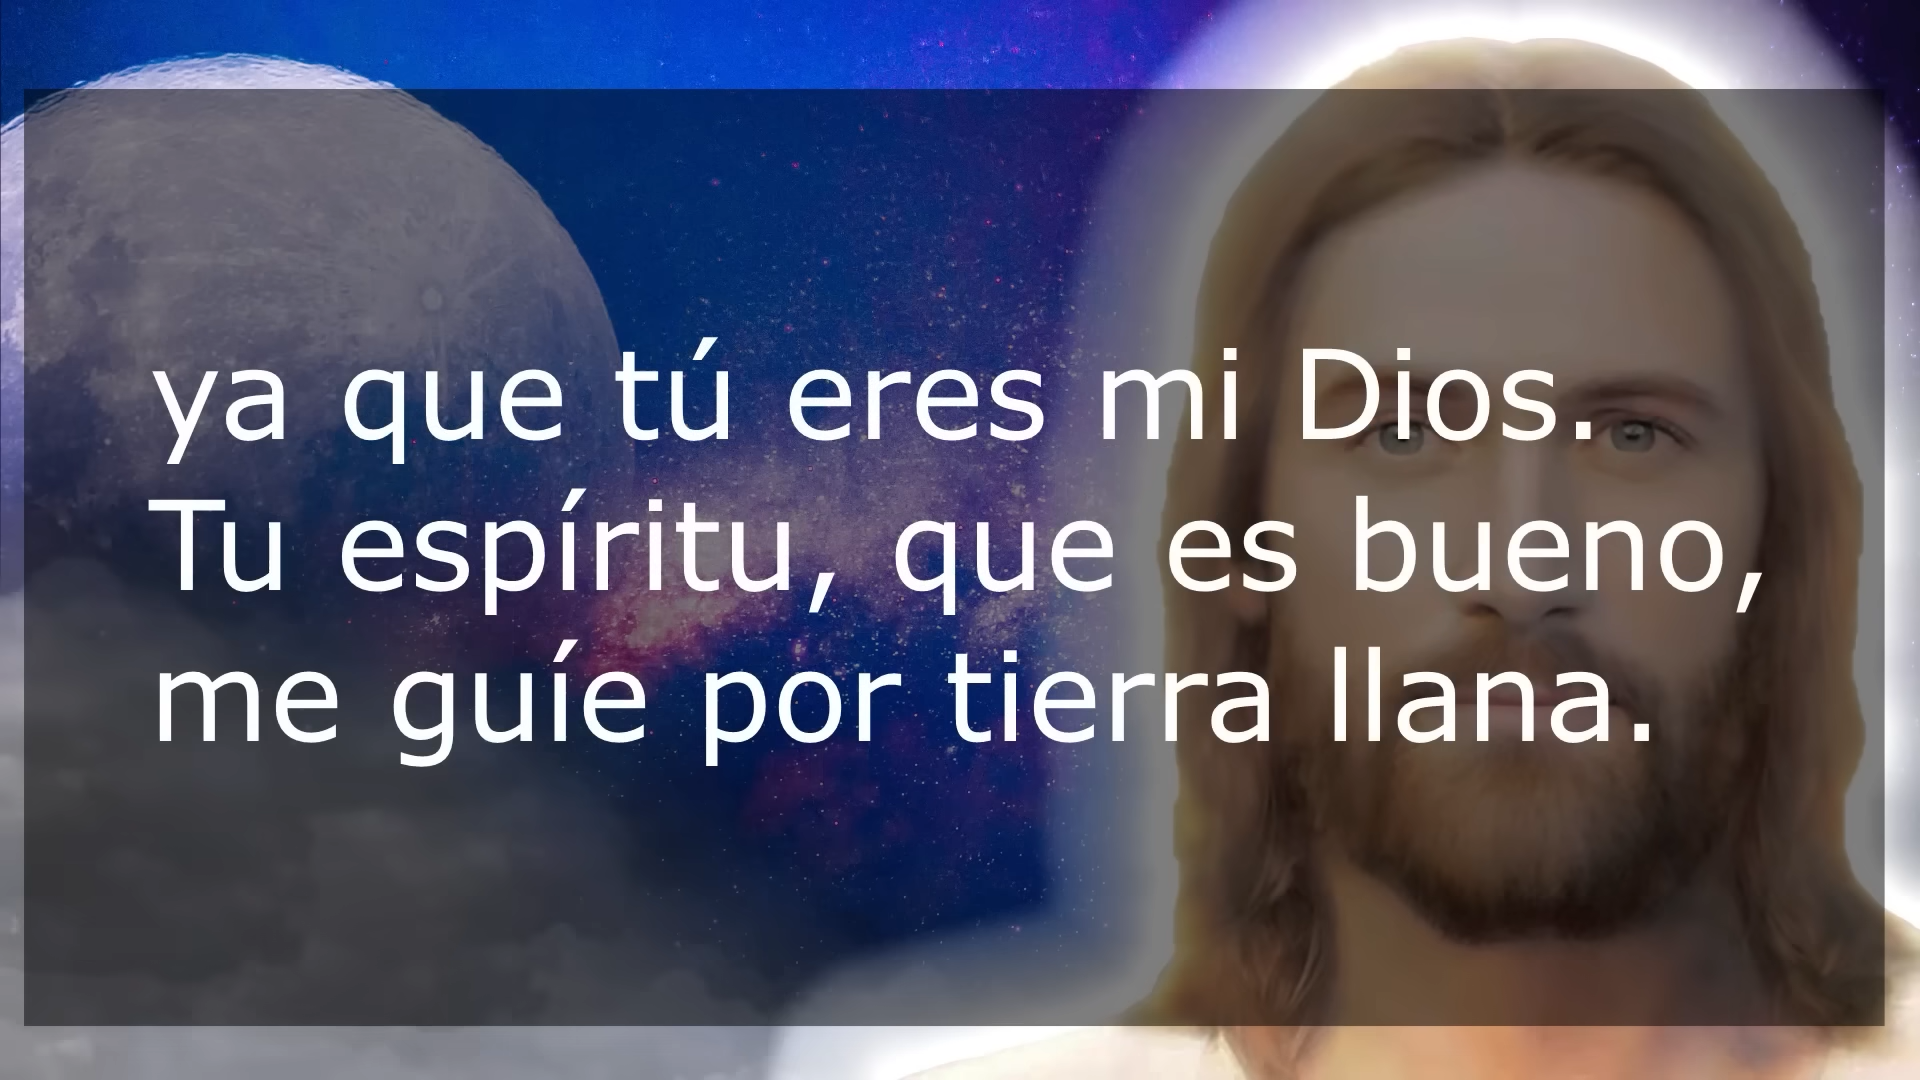 ya que tú eres mi Dios.
Tu espíritu, que es bueno,
me guíe por tierra llana.